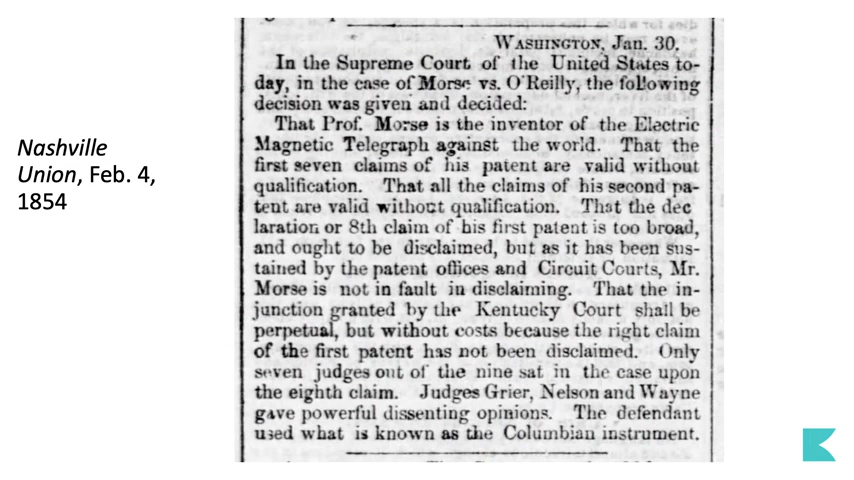 Nashville
Union, Feb. 4,
1854
WASHINGTON, Jan. 30.
In the Supreme Court of the United States to-
day, in the case of Morse vs. O'Reilly, the following
decision was given and decided:
That Prof. Morse is the inventor of the Electric
Magnetic Telegraph against the world. That the
first seven claims of his patent are valid without
qualification. That all the claims of his second pa-
tent are valid without qualification. That the dec
laration or 8th claim of his first patent is too broad,
and ought to be disclaimed, but as it has been sus-
tained by the patent offices and Circuit Courts, Mr.
Morse is not in fault in disclaiming. That the in-
junction granted by the Kentucky Court shall be
perpetual, but without costs because the right claim
of the first patent has not been disclaimed. Only
seven judges out of the nine sat in the case upon
the eighth claim. Judges Grier, Nelson and Wayne
gave powerful dissenting opinions. The defendant
used what is known as the Columbian instrument.